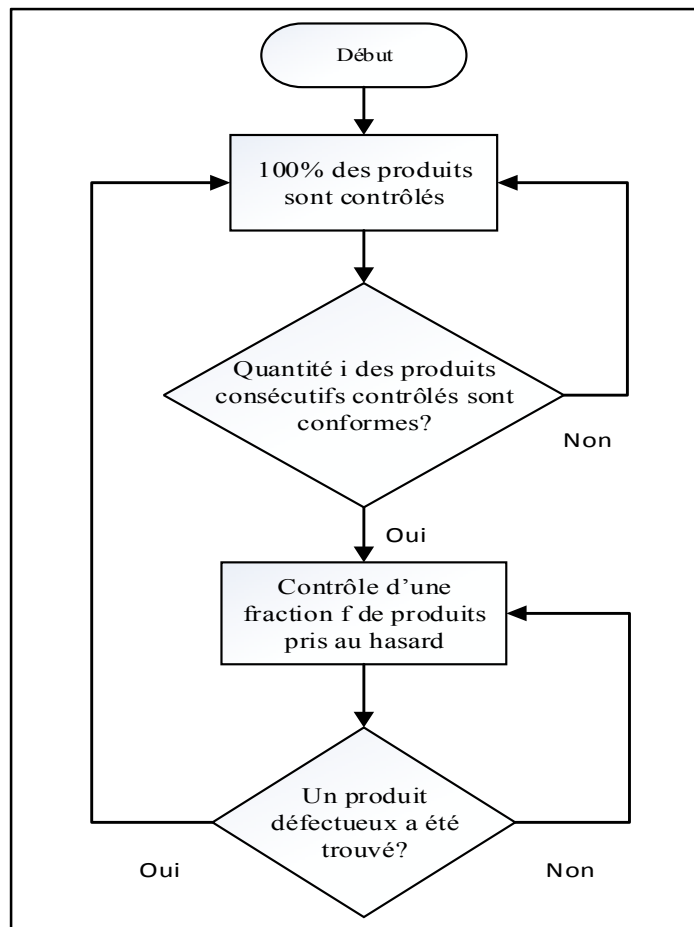 Début
100% des produits
sont contrôlés
Quantité i des produits
consécutifs contrôlés sont
conformes?
Non
Oui
Contrôle d'une
fraction f de produits
pris au hasard
Un produit
défectueux a été
trouvé?
Oui
Non